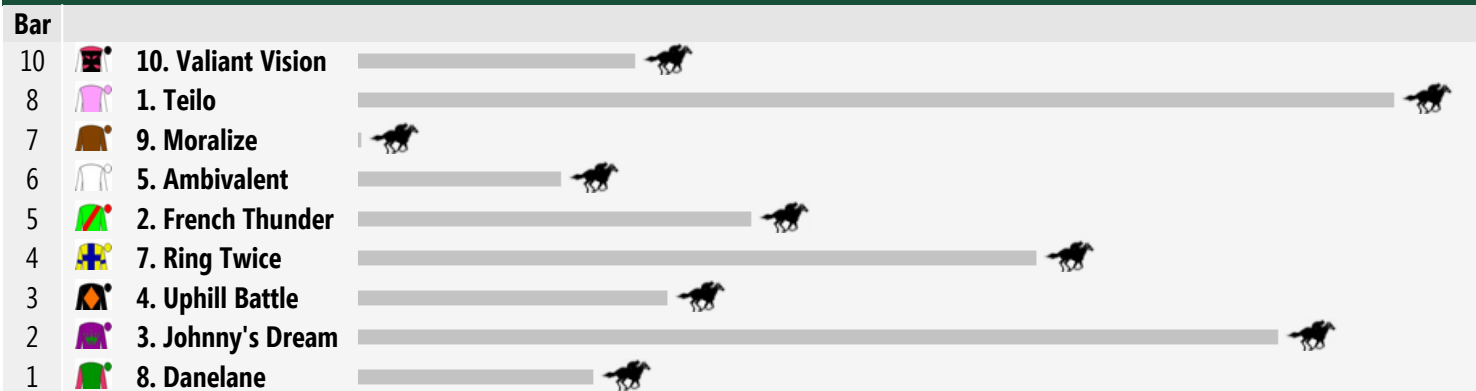 Bar
10 10. Valiant Vision
8 1. Teilo
7 9. Moralize
6 5. Ambivalent
5 2. French Thunder
4 7. Ring Twice
3 4. Uphill Battle
2 3. Johnny's Dream
1 8. Danelane